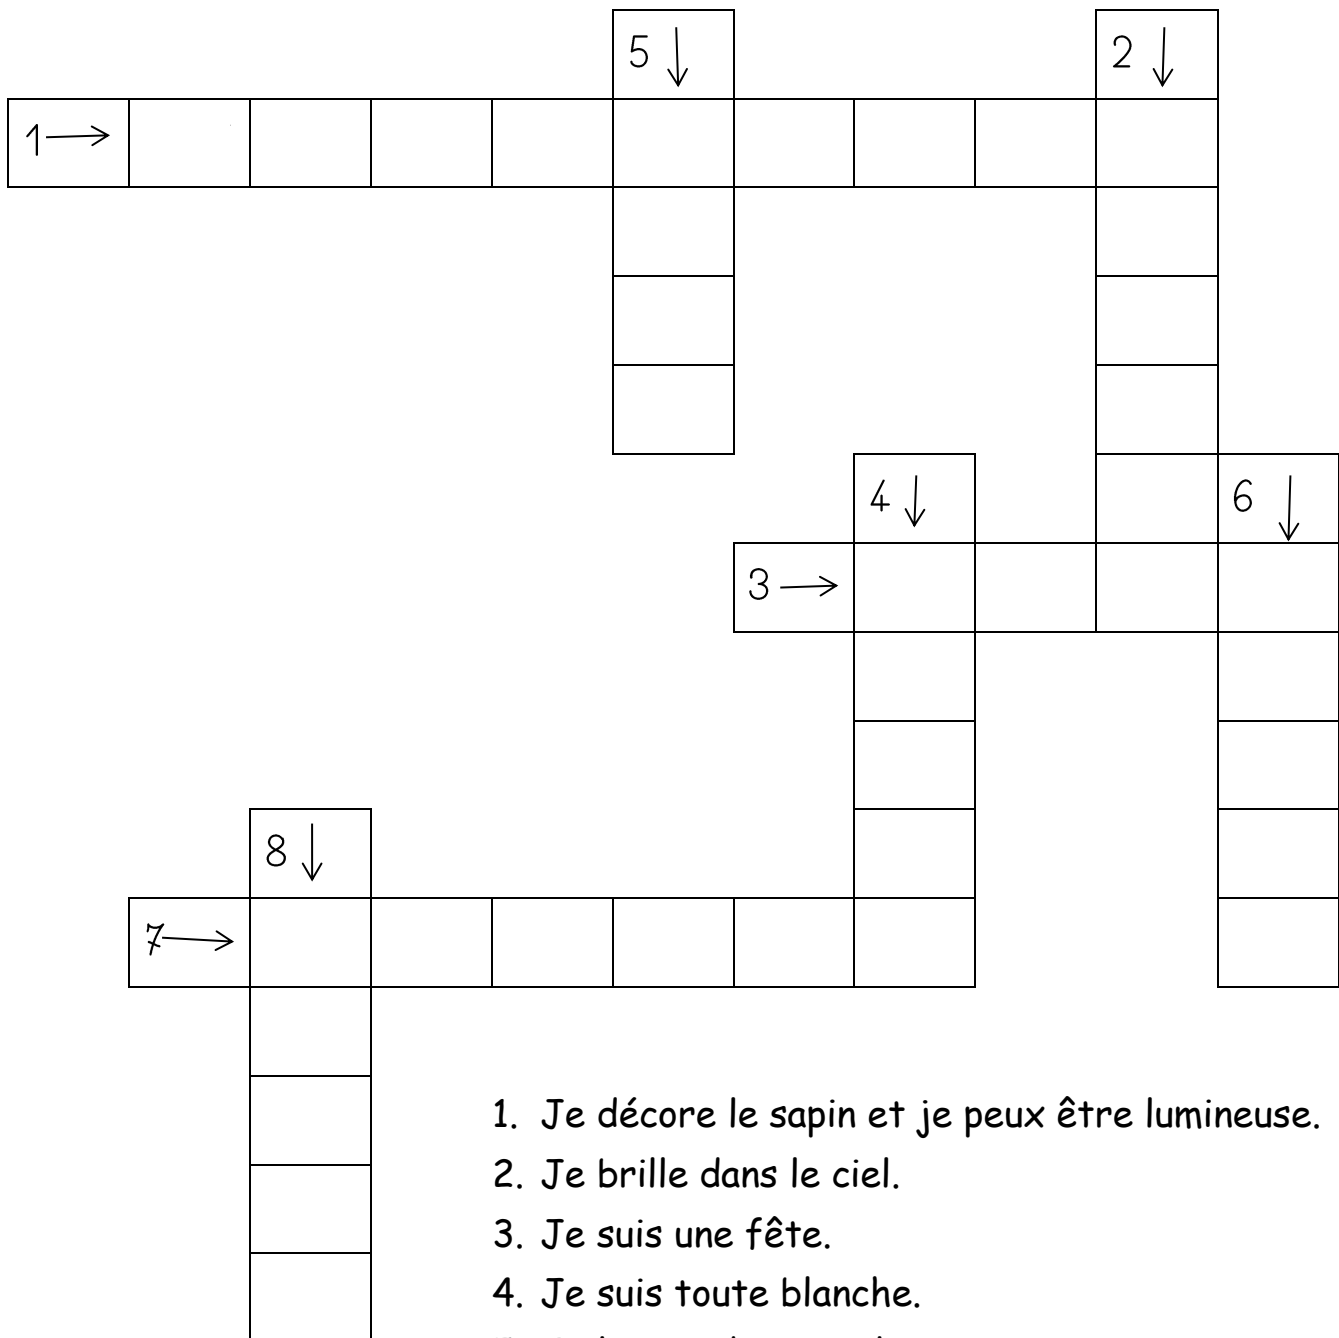 5
2
1
4
6
3
8
7
1. Je décore le sapin et je peux être lumineuse.
2. Je brille dans le ciel.
3. Je suis une fête.
4. Je suis toute blanche.